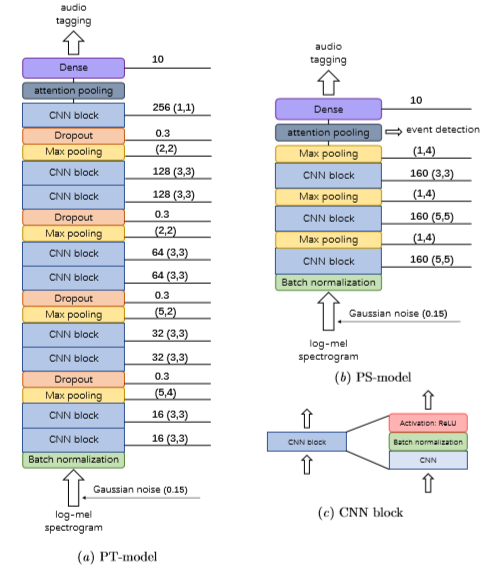 audio
tagging
Dense 10
attention pooling
CNN block 256 (1,1)
Dropout 0.3
Max pooling (2,2)
CNN block 128 (3,3)
CNN block 128 (3,3)
Dropout 0.3
Max pooling (2,2)
CNN block 64 (3,3)
CNN block 64 (3,3)
Dropout 0.3
Max pooling (5,2)
CNN block 32 (3,3)
CNN block 32 (3,3)
Dropout 0.3
Max pooling (5,4)
CNN block 16 (3,3)
CNN block 16 (3,3)
Batch normalization
Gaussian noise (0.15)
log-mel
spectrogram
(a) PT-model
audio
tagging
Dense 10
attention pooling event detection
Max pooling (1,4)
CNN block 160 (3,3)
Max pooling (1,4)
CNN block 160 (5,5)
Max pooling (1,4)
CNN block 160 (5,5)
Batch normalization
Gaussian noise (0.15)
log-mel
spectrogram
(b) PS-model
CNN block
Activation: ReLU
Batch normalization
CNN
(c) CNN block